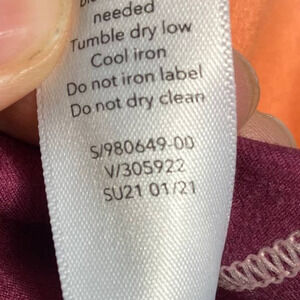 needed
Tumble dry low
Cool iron
Do not iron label
Do not dry clean
S/980649-00
V/305922
SU21 01/21